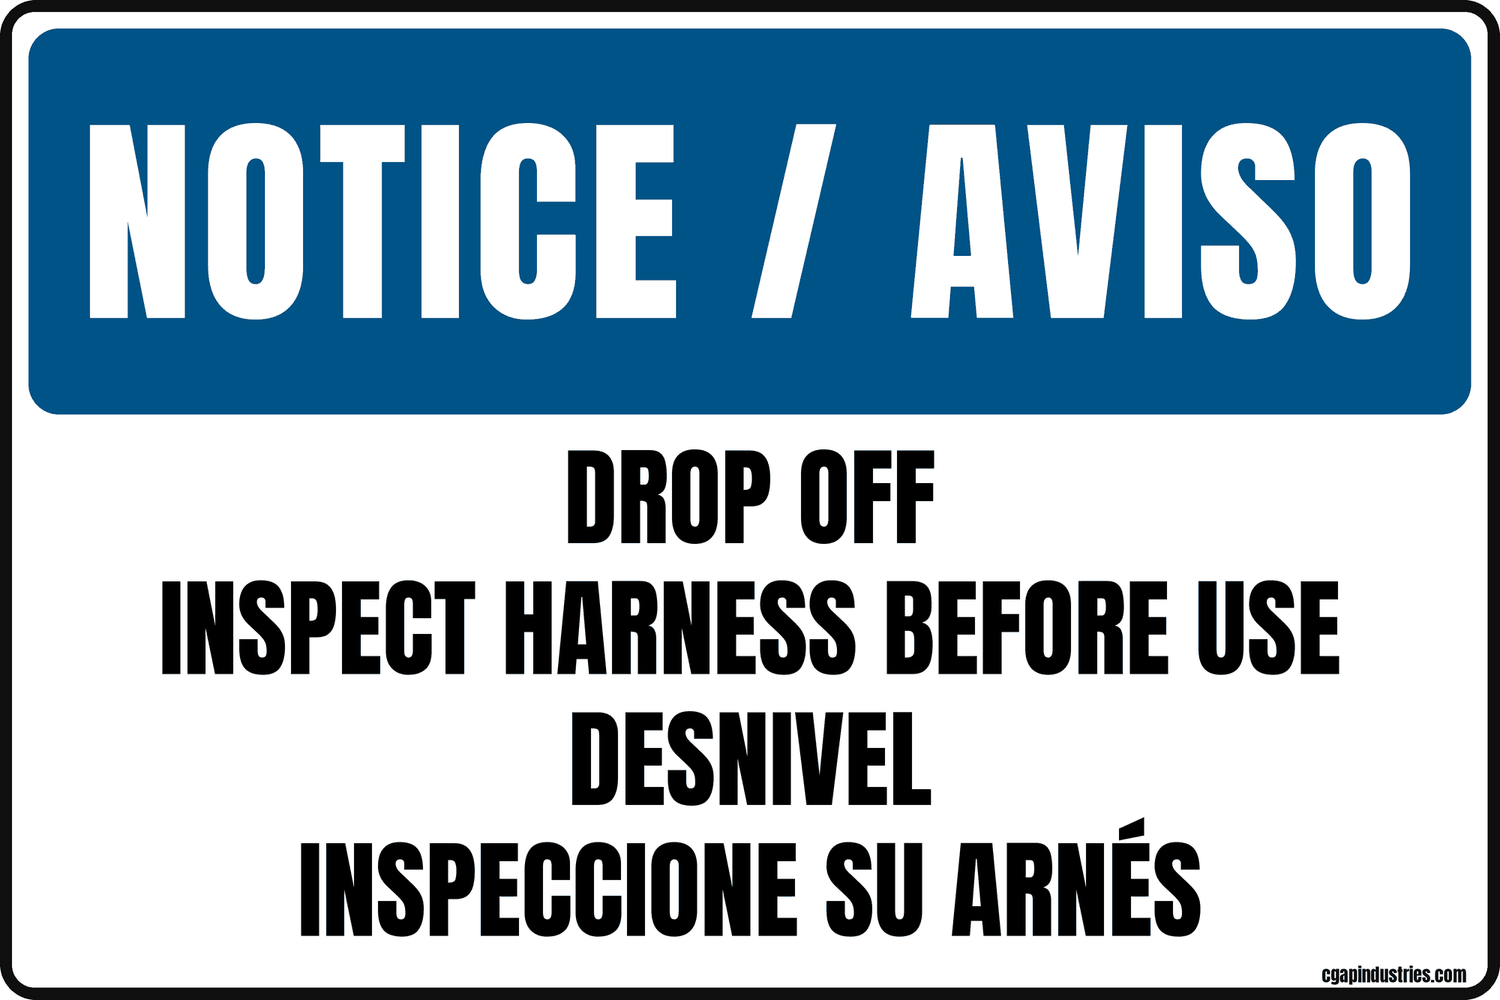 NOTICE / AVISO
DROP OFF
INSPECT HARNESS BEFORE USE
DESNIVEL
INSPECCIONE SU ARNÉS
cgapindustries.com